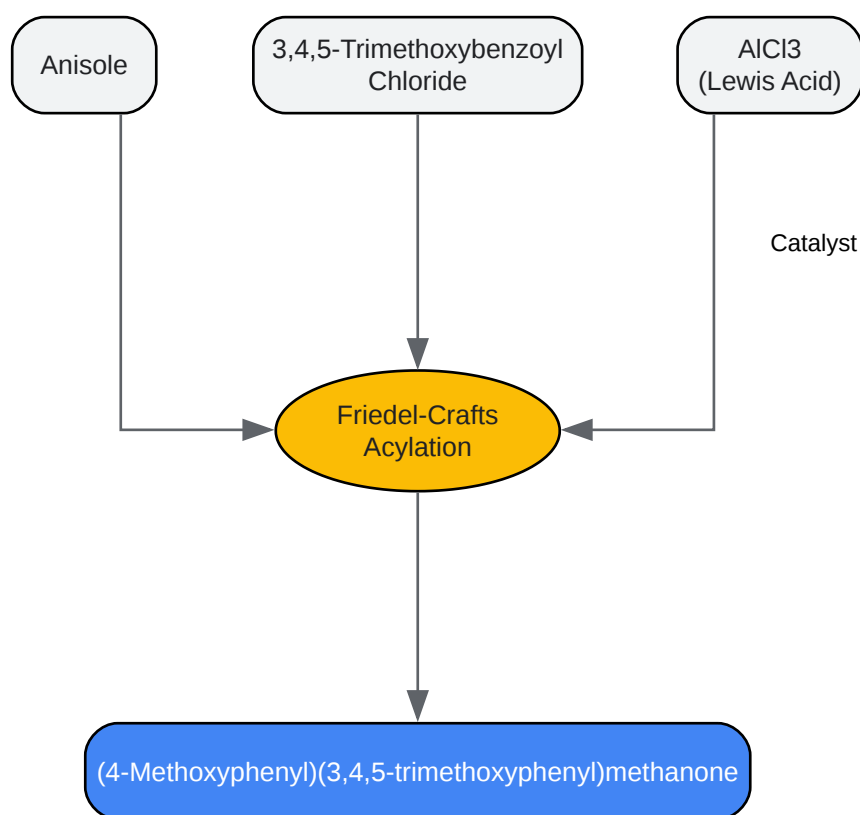 Anisole
3,4,5-Trimethoxybenzoyl
Chloride
AlCl3
(Lewis Acid)
Catalyst
Friedel-Crafts
Acylation
(4-Methoxyphenyl)(3,4,5-trimethoxyphenyl)methanone